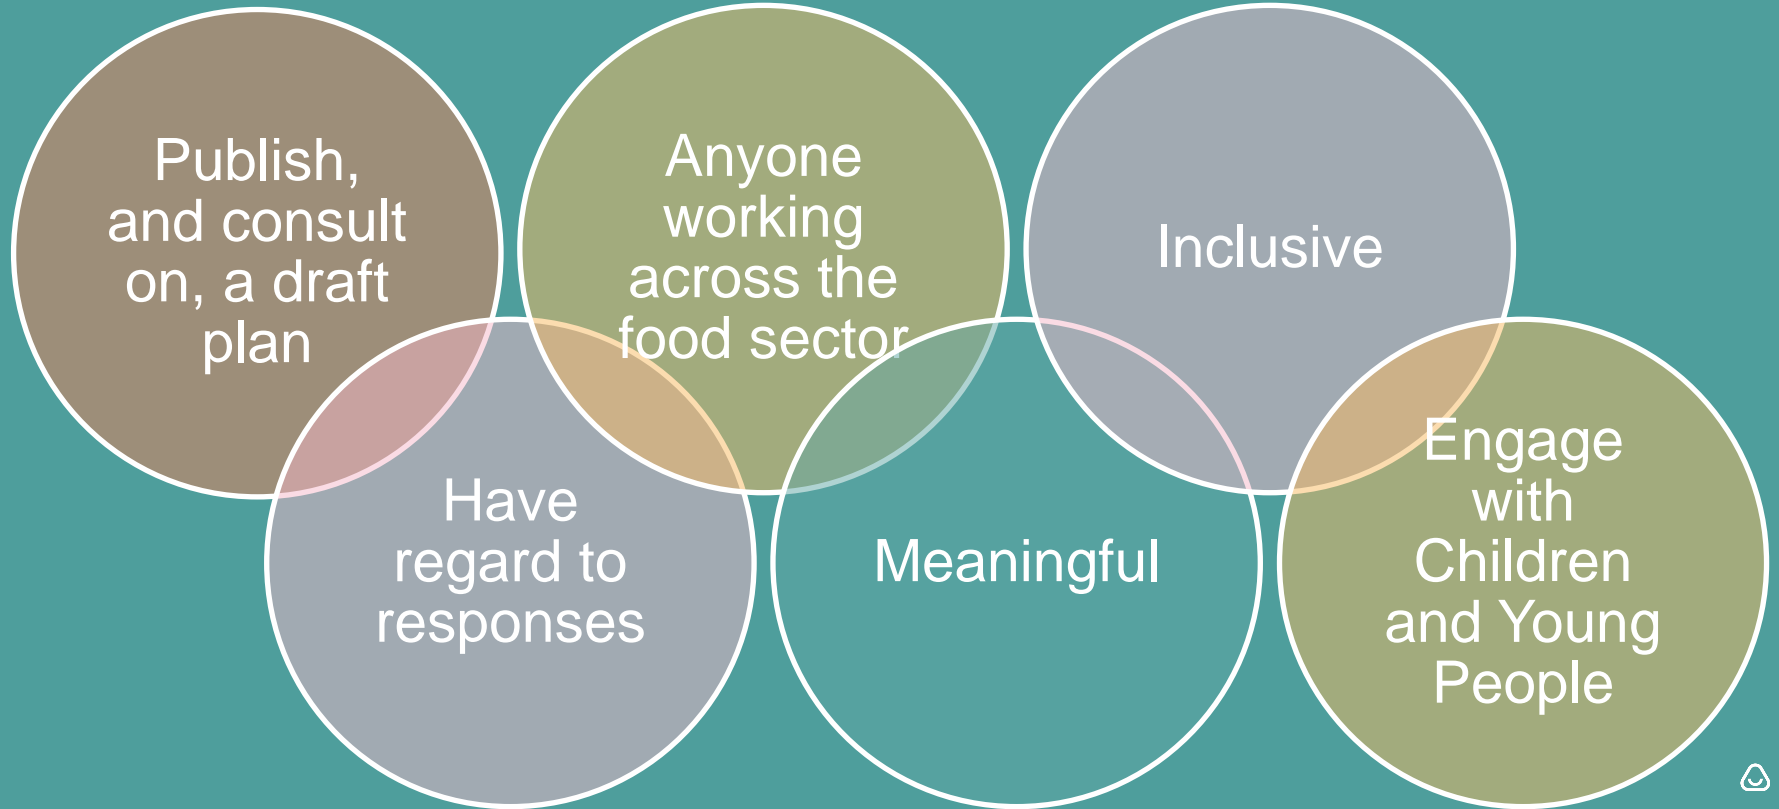 Publish,
and consult
on, a draft
plan
Have
regard to
responses
Anyone
working
across the
food sector
Meaningful
Inclusive
Engage
with
Children
and Young
People